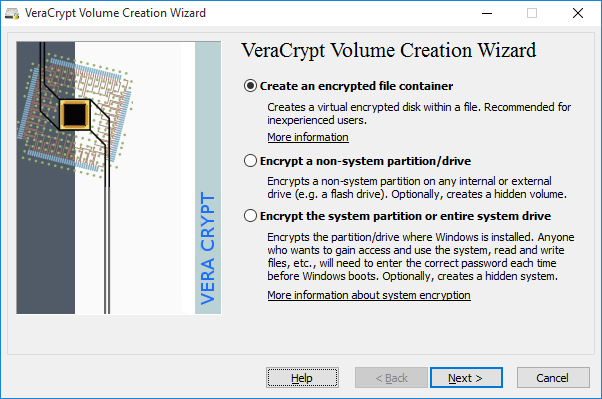 VeraCrypt Volume Creation Wizard
VERA CRYPT
VeraCrypt Volume Creation Wizard
Create an encrypted file container
Creates a virtual encrypted disk within a file. Recommended for
inexperienced users.
More information
Encrypt a non-system partition/drive
Encrypts a non-system partition on any internal or external
drive (e.g. a flash drive). Optionally, creates a hidden volume.
Encrypt the system partition or entire system drive
Encrypts the partition/drive where Windows is installed. Anyone
who wants to gain access and use the system, read and write
files, etc., will need to enter the correct password each time
before Windows boots. Optionally, creates a hidden system.
More information about system encryption
Help
< Back
Next >
Cancel